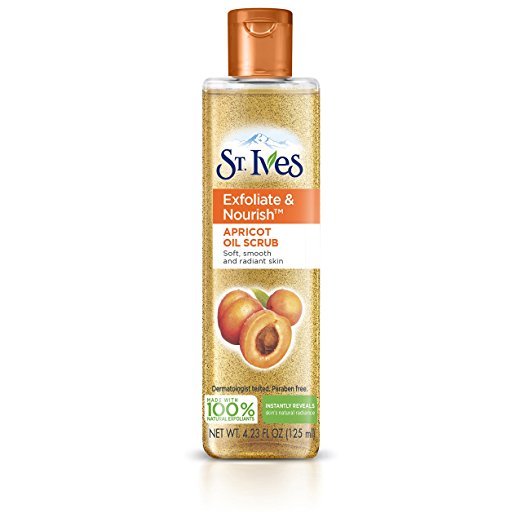 ST. IVES
Exfoliate &
Nourish™
APRICOT
OIL SCRUB
Soft, smooth
and radiant skin
Dermatologist tested. Paraben free.
MADE WITH
100%
NATURAL EXFOLIANTS
INSTANTLY REVEALS
skin's natural radiance
NET WT. 4.23 FL OZ (125 ml)